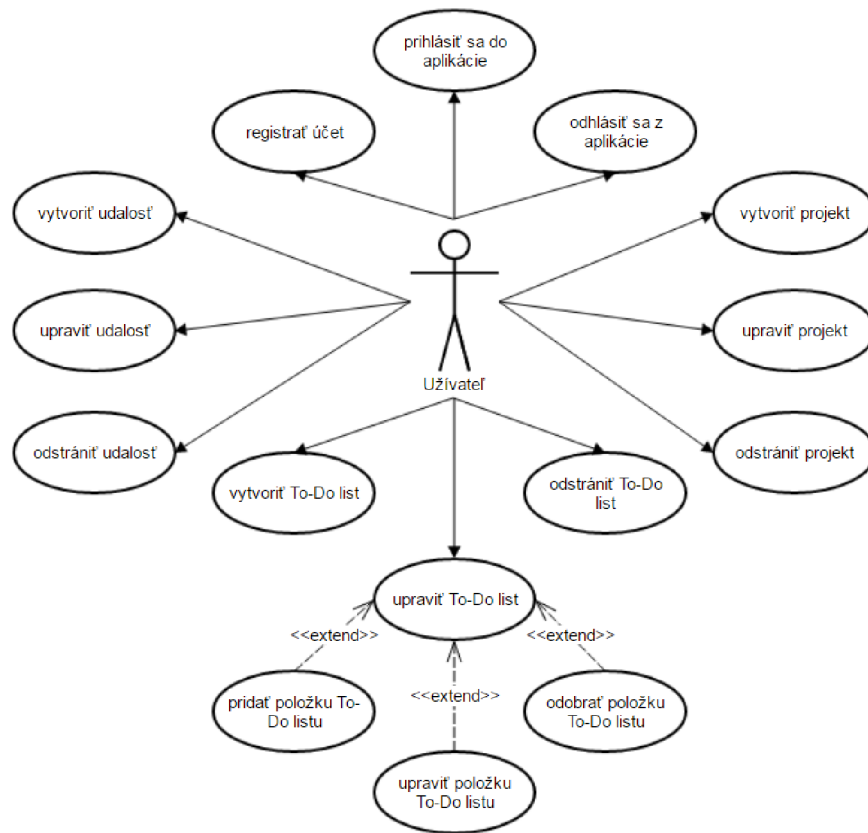 prihlásiť sa do
aplikácie
registrať účet
odhlásiť sa z
aplikácie
vytvoriť udalosť
vytvoriť projekt
upraviť udalosť
upraviť projekt
Užívateľ
odstrániť udalosť
odstrániť projekt
vytvoriť To-Do list
odstrániť To-Do
list
upraviť To-Do list
<<extend>>
<<extend>>
<<extend>>
pridať položku To-
Do listu
odobrať položku
To-Do listu
upraviť položku
To-Do listu